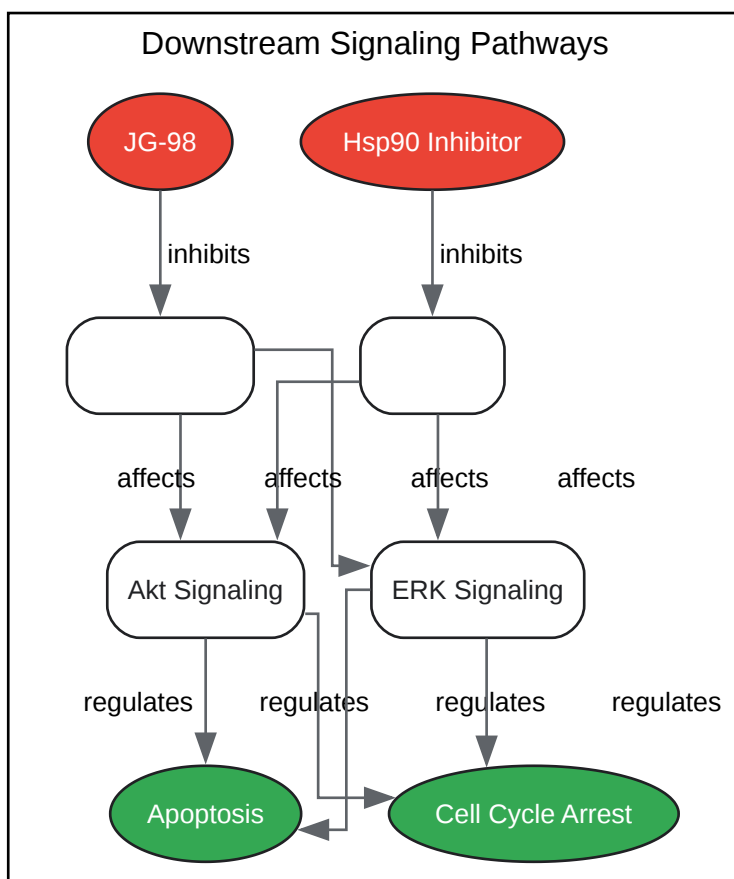 Downstream Signaling Pathways
JG-98
Hsp90 Inhibitor
inhibits
inhibits
affects
affects
affects
affects
Akt Signaling
ERK Signaling
regulates
regulates
regulates
regulates
Apoptosis
Cell Cycle Arrest